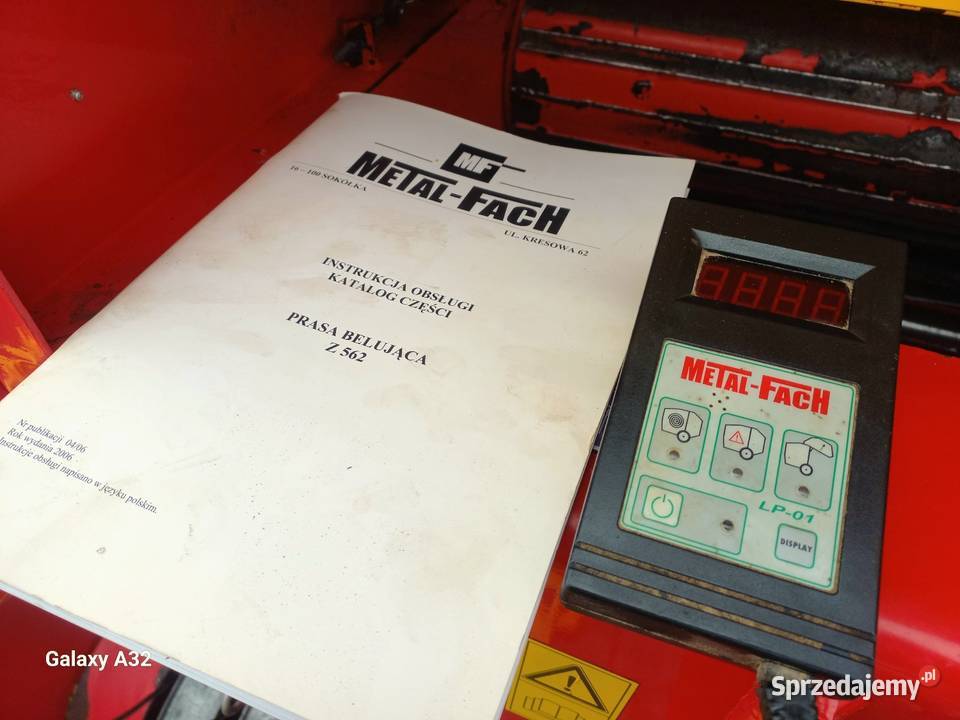 MF
METAL-FACH
16 – 100 SOKÓŁKA
UL. KRESOWA 62
INSTRUKCJA OBSŁUGI
KATALOG CZĘŚCI
PRASA BELUJĄCA
Z 562
Nr publikacji 04/06
Rok wydania 2006
Instrukcje obsługi napisano w języku polskim.
METAL-FACH
LP-01
DISPLAY
Galaxy A32
Sprzedajemy.pl